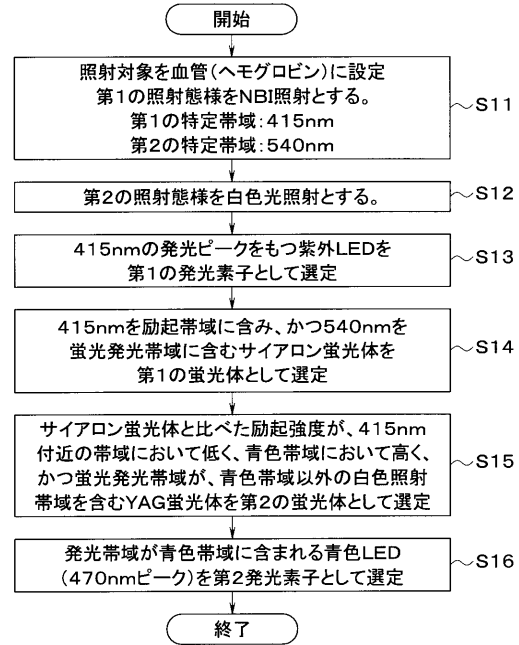 開始
照射対象を血管(ヘモグロビン)に設定
第1の照射態様をNBI照射とする。
第1の特定帯域:415nm
第2の特定帯域:540nm
S11
第2の照射態様を白色光照射とする。
S12
415nmの発光ピークをもつ紫外LEDを
第1の発光素子として選定
S13
415nmを励起帯域に含み、かつ540nmを
蛍光発光帯域に含むサイアロン蛍光体を
第1の蛍光体として選定
S14
サイアロン蛍光体と比べた励起強度が、415nm
付近の帯域において低く、青色帯域において高く、
かつ蛍光発光帯域が、青色帯域以外の白色照射
帯域を含むYAG蛍光体を第2の蛍光体として選定
S15
発光帯域が青色帯域に含まれる青色LED
(470nmピーク)を第2発光素子として選定
S16
終了